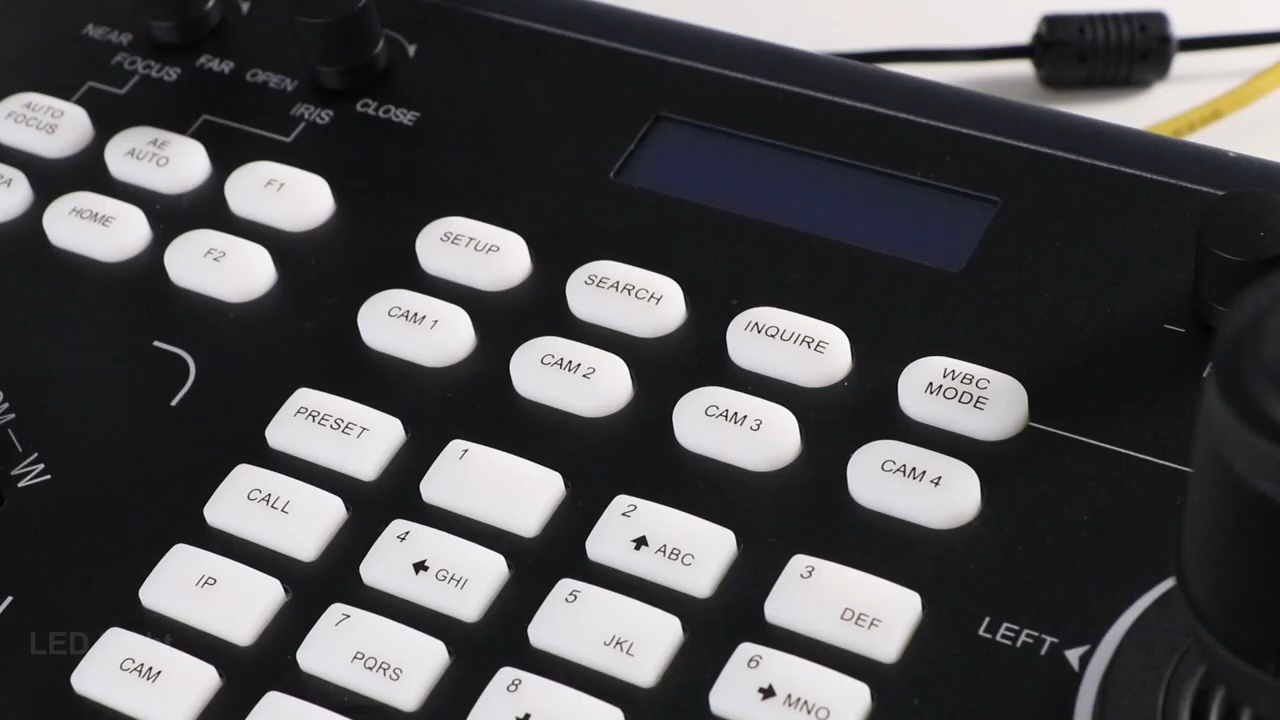 NEAR
FOCUS
FAR
OPEN
IRIS
CLOSE
AUTO
FOCUS
AE
AUTO
F1
HOME
F2
SETUP
SEARCH
INQUIRE
WBC
MODE
CAM 1
CAM 2
CAM 3
CAM 4
PRESET
1
2
ABC
3
DEF
CALL
4
GHI
5
JKL
6
MNO
IP
7
PQRS
8
CAM
LEFT
LED